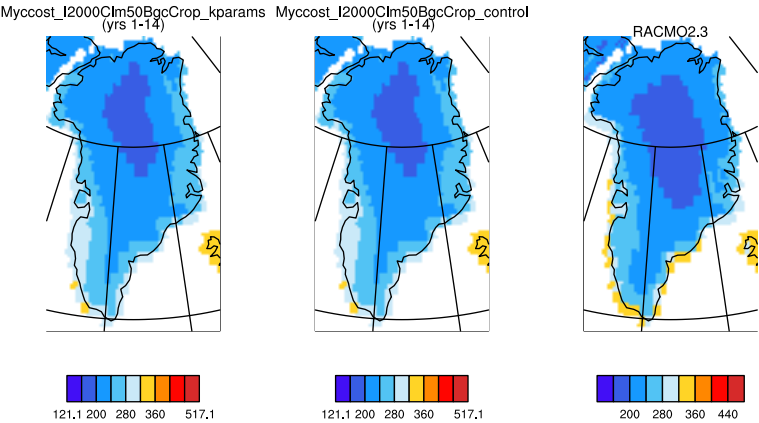 Myccost_I2000Clm50BgcCrop_kparams
(yrs 1-14)
Myccost_I2000Clm50BgcCrop_control
(yrs 1-14)
RACMO2.3
121.1 200 280 360 517.1
121.1 200 280 360 517.1
200 280 360 440